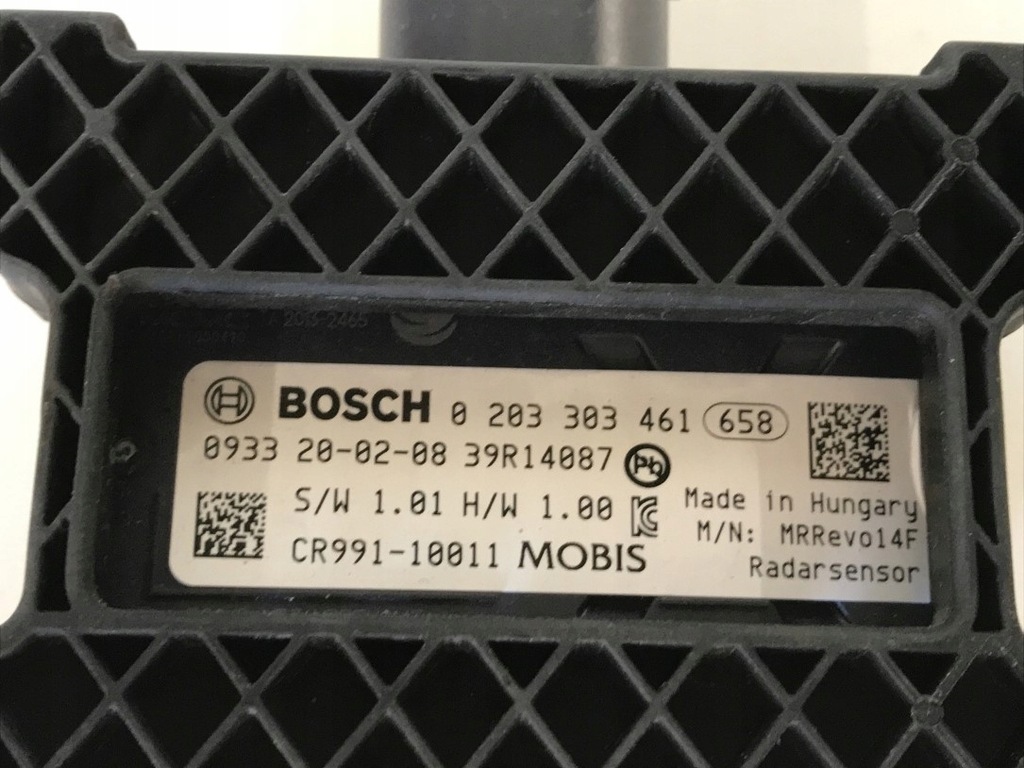 BOSCH 0 203 303 461 658
0933 20-02-08 39R14087 Pb
S/W 1.01 H/W 1.00
CR991-10011 MOBIS
Made in Hungary
M/N: MRRevo14F
Radarsensor